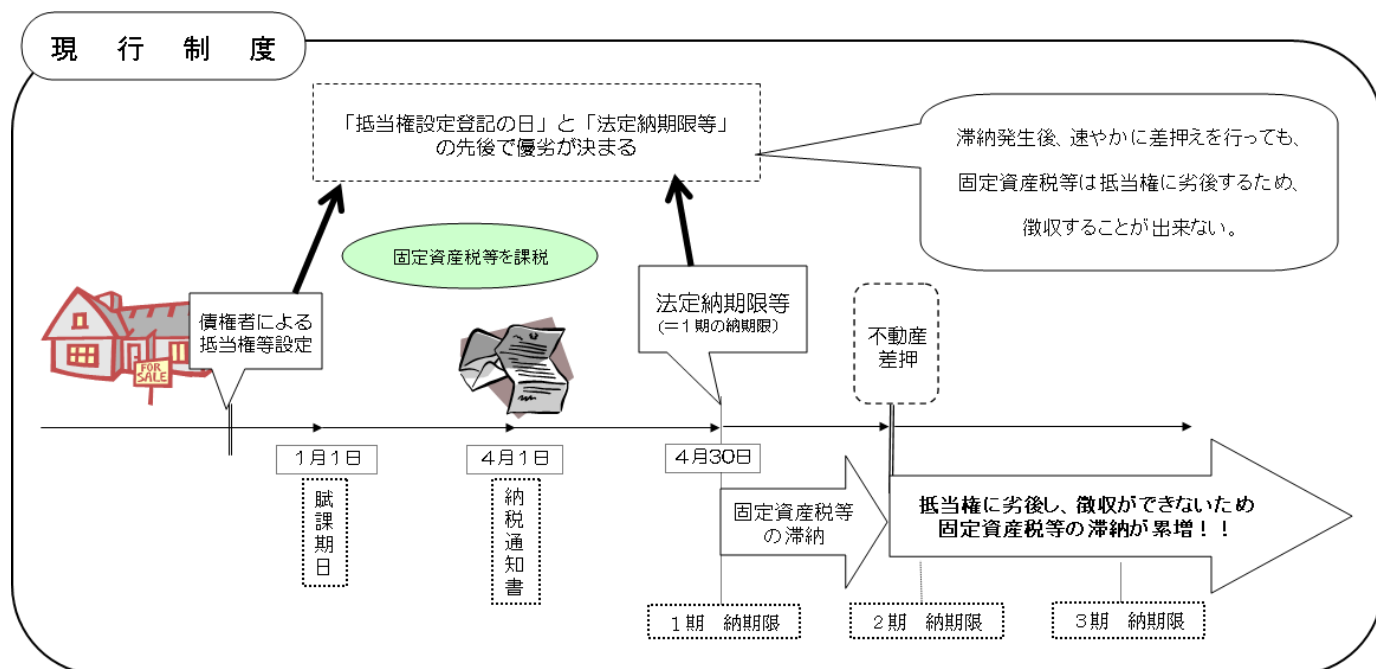 現行制度
「抵当権設定登記の日」と「法定納期限等」
の先後で優劣が決まる
滞納発生後、速やかに差押えを行っても、
固定資産税等は抵当権に劣後するため、
徴収することが出来ない。
固定資産税等を課税
債権者による
抵当権等設定
FOR
SALE
法定納期限等
(=1期の納期限)
不動産
差押
1月1日
4月1日
4月30日
賦課期日
納税通知書
固定資産税等
の滞納
抵当権に劣後し、徴収ができないため
固定資産税等の滞納が累増！！
1期 納期限
2期 納期限
3期 納期限